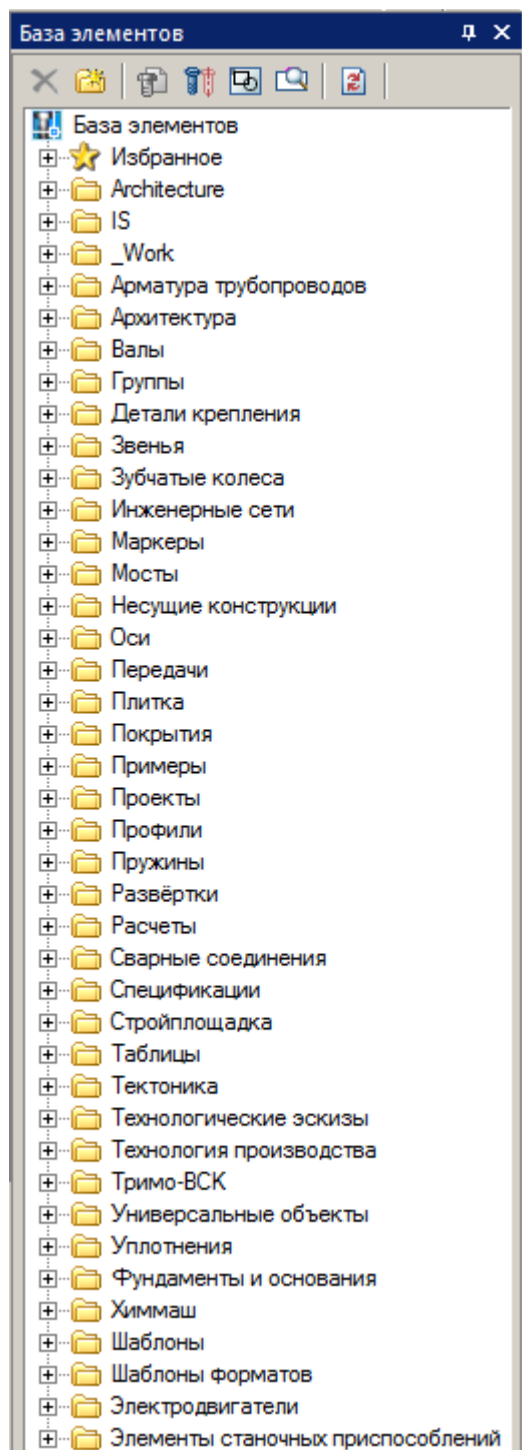 База элементов
База элементов
Избранное
Architecture
IS
_Work
Арматура трубопроводов
Архитектура
Валы
Группы
Детали крепления
Звенья
Зубчатые колеса
Инженерные сети
Маркеры
Мосты
Несущие конструкции
Оси
Передачи
Плитка
Покрытия
Примеры
Проекты
Профили
Пружины
Развёртки
Расчеты
Сварные соединения
Спецификации
Стройплощадка
Таблицы
Тектоника
Технологические эскизы
Технология производства
Тримо-ВСК
Универсальные объекты
Уплотнения
Фундаменты и основания
Химмаш
Шаблоны
Шаблоны форматов
Электродвигатели
Элементы станочных приспособлений